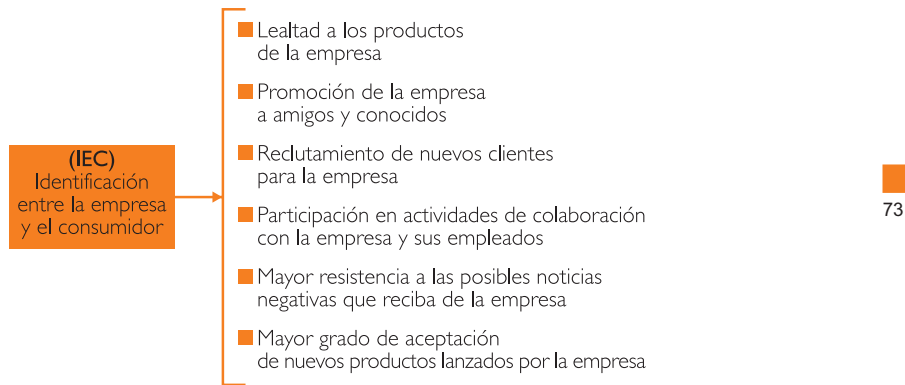 Lealtad a los productos
de la empresa
Promoción de la empresa
a amigos y conocidos
(IEC)
Identificación
entre la empresa
y el consumidor
Reclutamiento de nuevos clientes
para la empresa
Participación en actividades de colaboración
con la empresa y sus empleados
Mayor resistencia a las posibles noticias
negativas que reciba de la empresa
Mayor grado de aceptación
de nuevos productos lanzados por la empresa
73